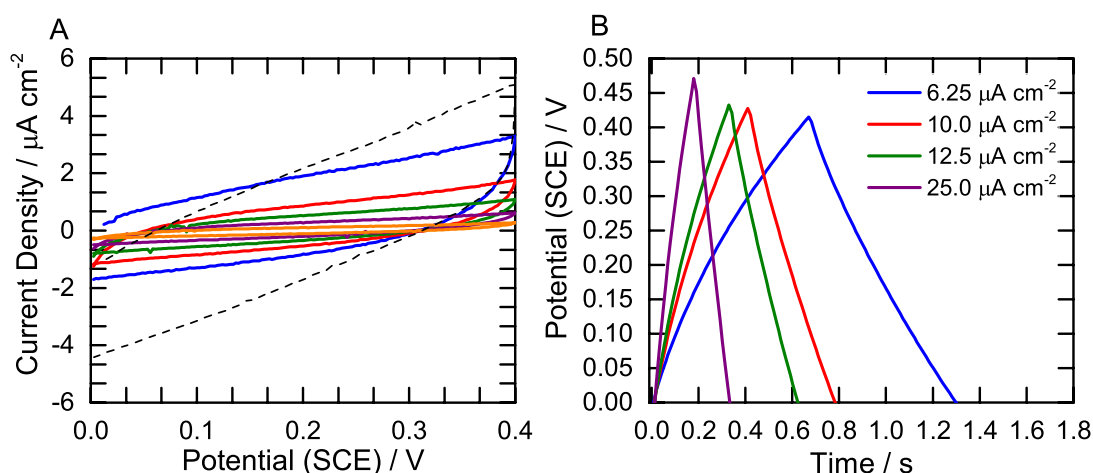 A
Current Density / μA cm-2
6
4
2
0
-2
-4
-6
0.0 0.1 0.2 0.3 0.4
Potential (SCE) / V
B
Potential (SCE) / V
0.50
0.45
0.40
0.35
0.30
0.25
0.20
0.15
0.10
0.05
0.00
6.25 μA cm-2
10.0 μA cm-2
12.5 μA cm-2
25.0 μA cm-2
0.0 0.2 0.4 0.6 0.8 1.0 1.2 1.4 1.6 1.8
Time / s